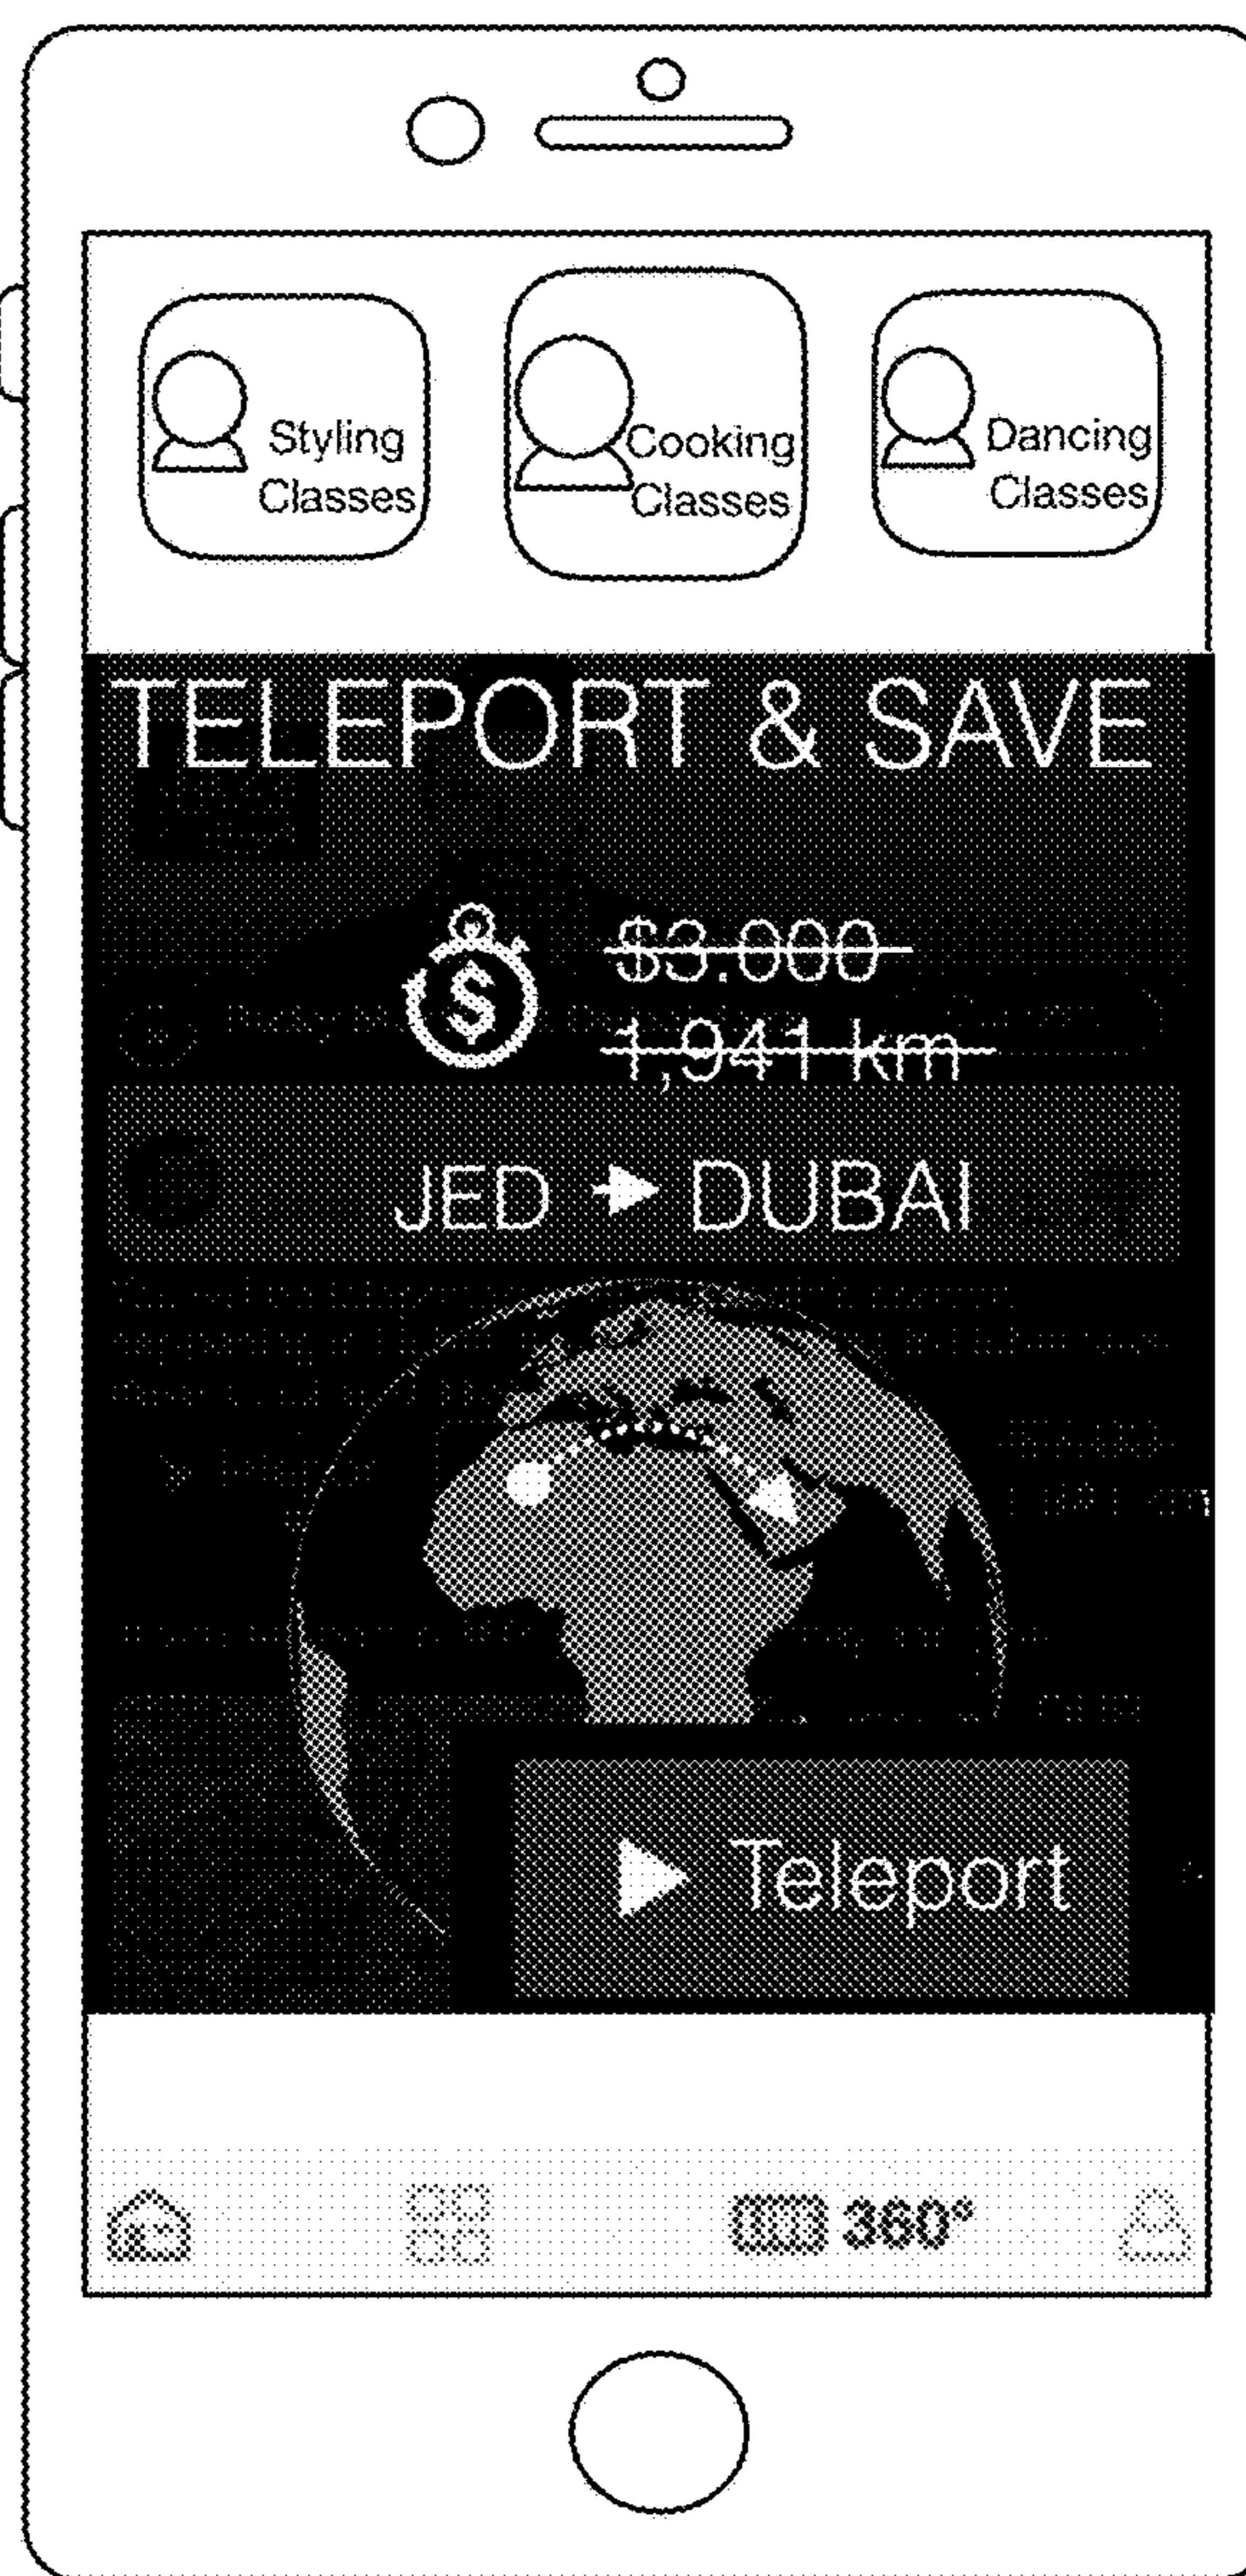 Styling
Classes
Cooking
Classes
Dancing
Classes
TELEPORT & SAVE
$3.000
$
1,941 km
JED DUBAI
Teleport
360°